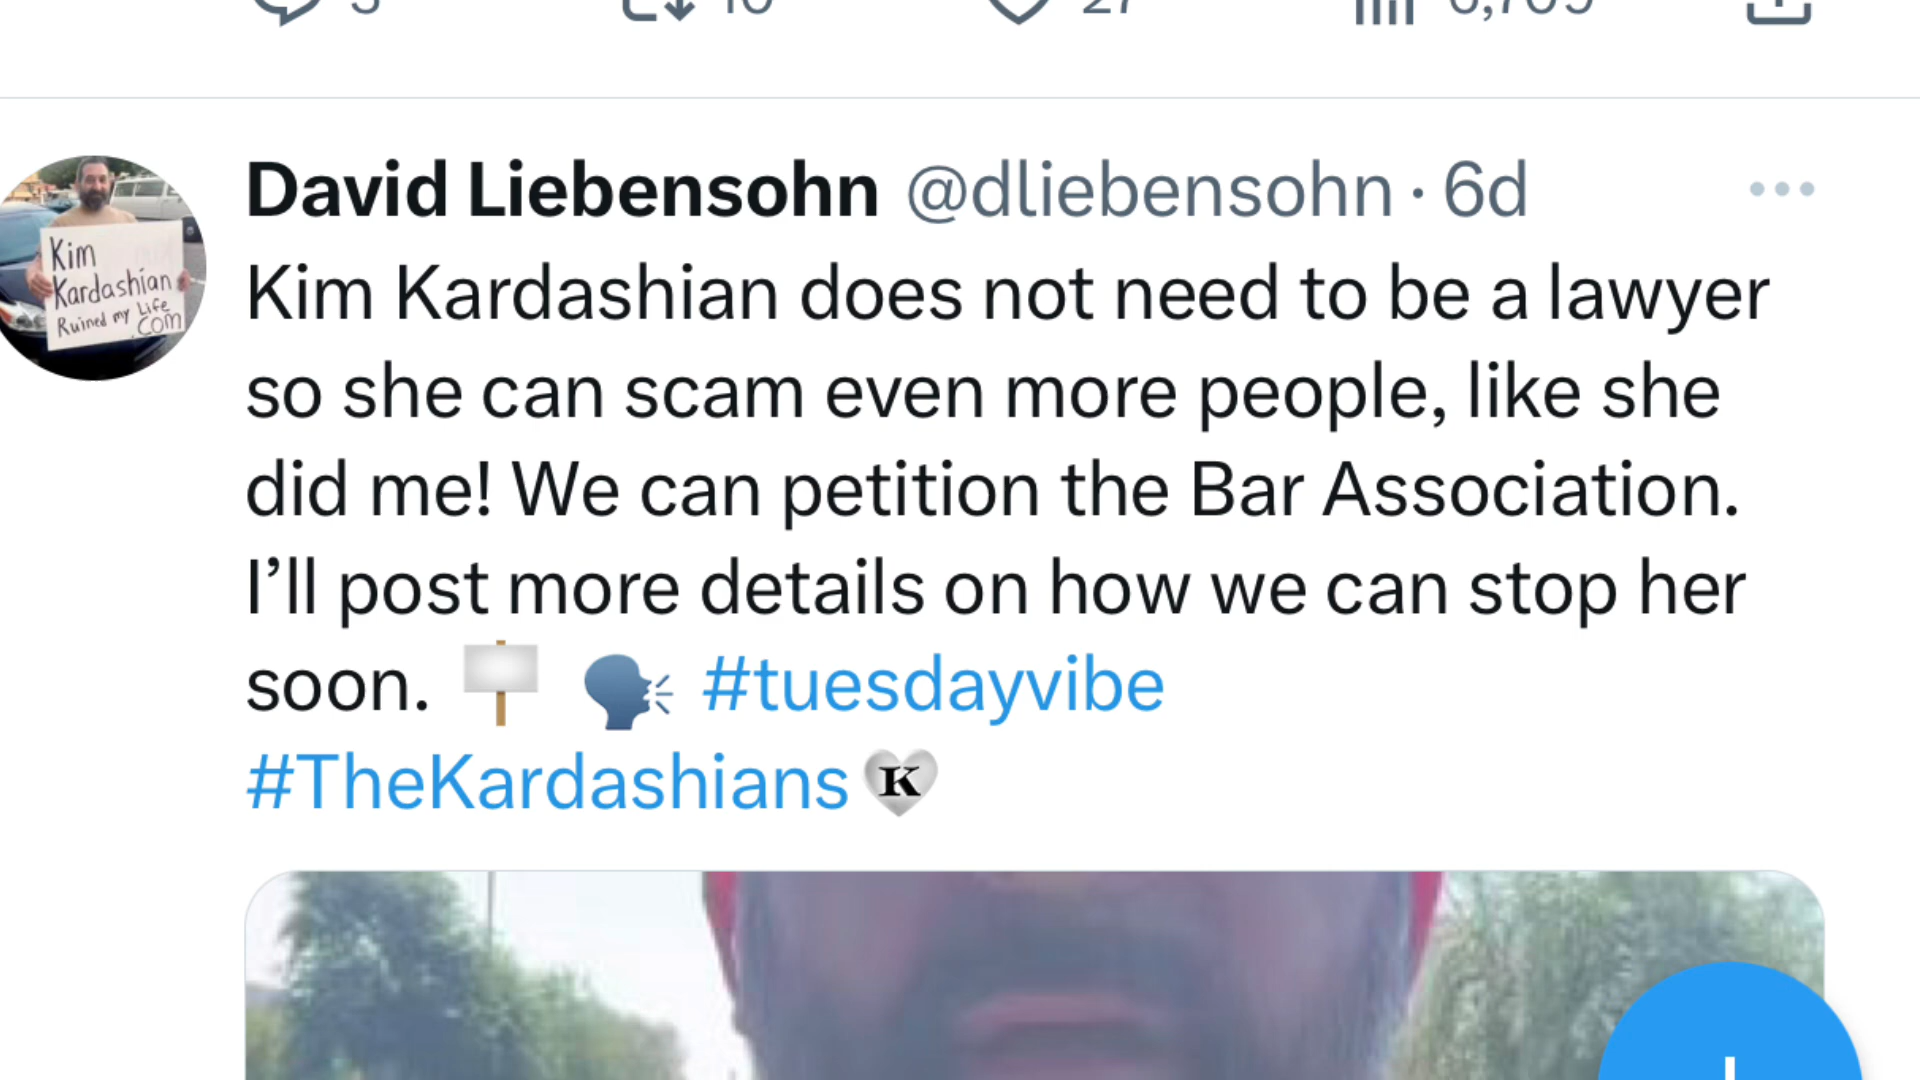 David Liebensohn @dliebensohn · 6d
Kim
Kardashian
Ruined my Life
.com
Kim Kardashian does not need to be a lawyer
so she can scam even more people, like she
did me! We can petition the Bar Association.
I’ll post more details on how we can stop her
soon. #tuesdayvibe
#TheKardashians K